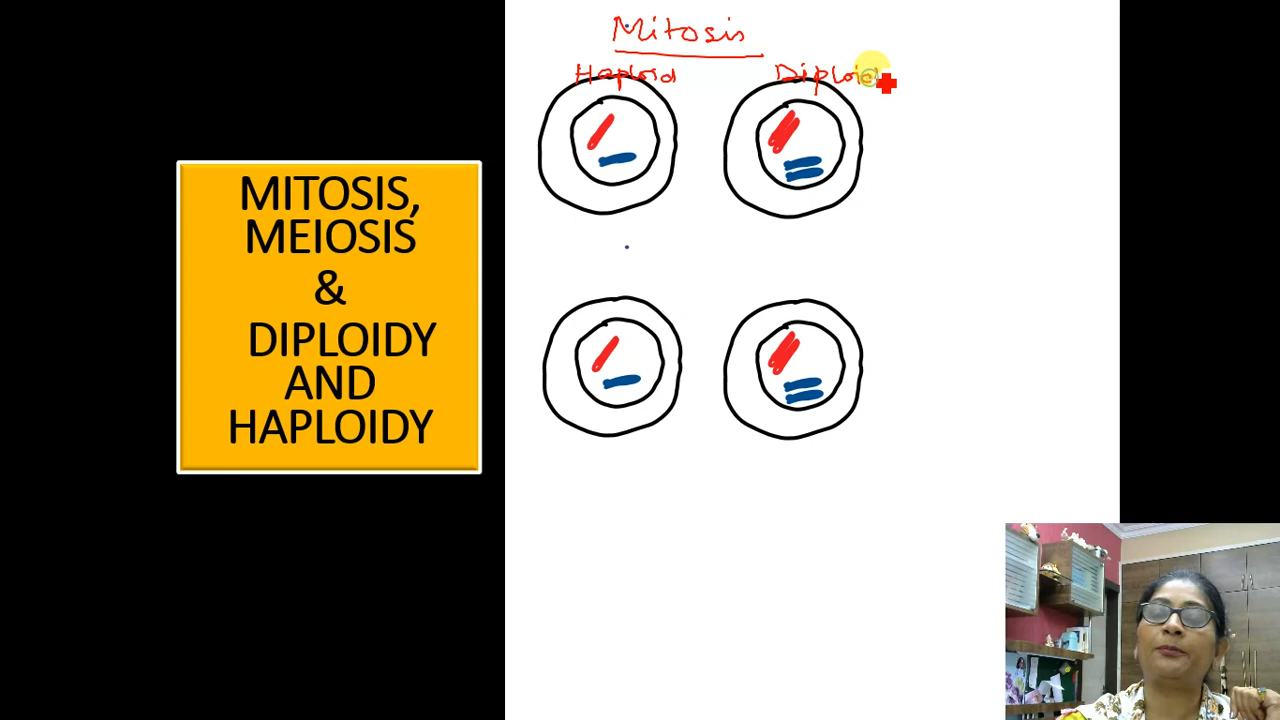 MITOSIS,
MEIOSIS
&
DIPLOIDY
AND
HAPLOIDY
Mitosis
Haploid
Diploid